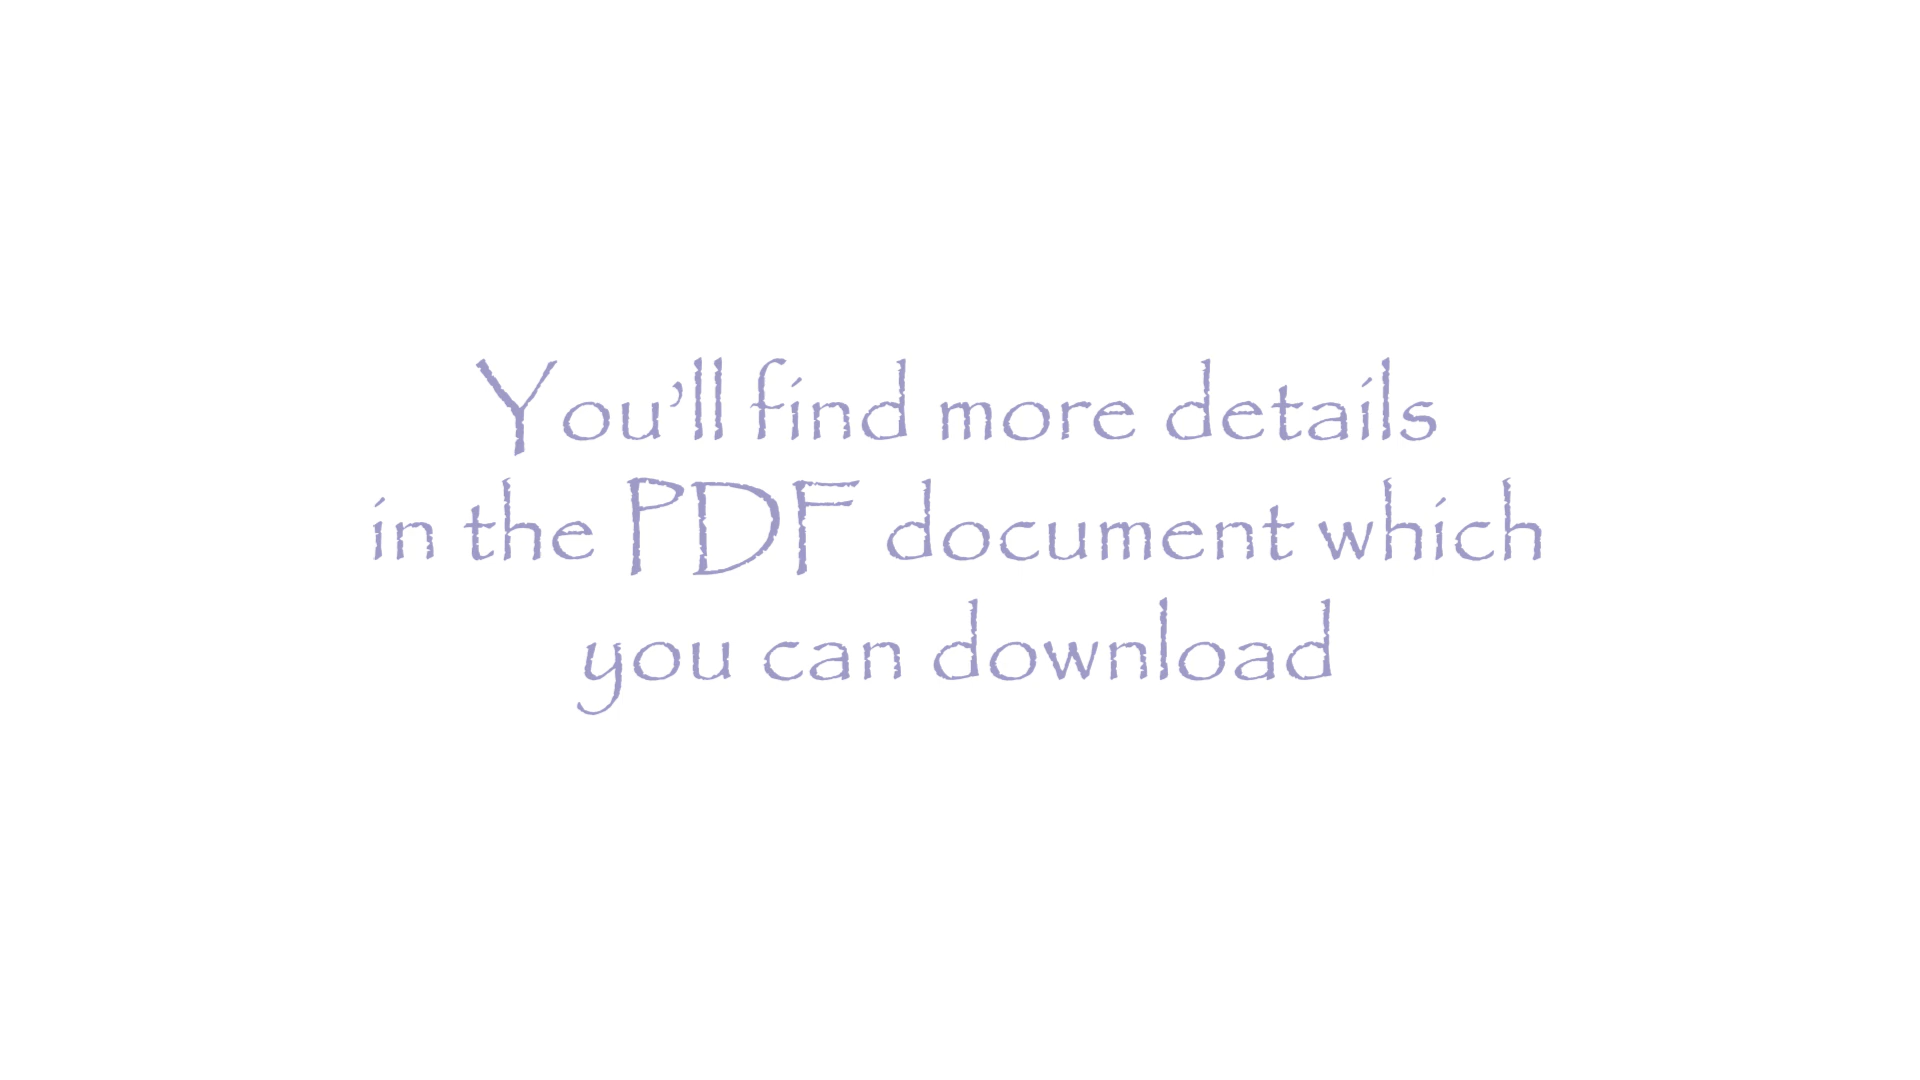 You’ll find more details
in the PDF document which
you can download